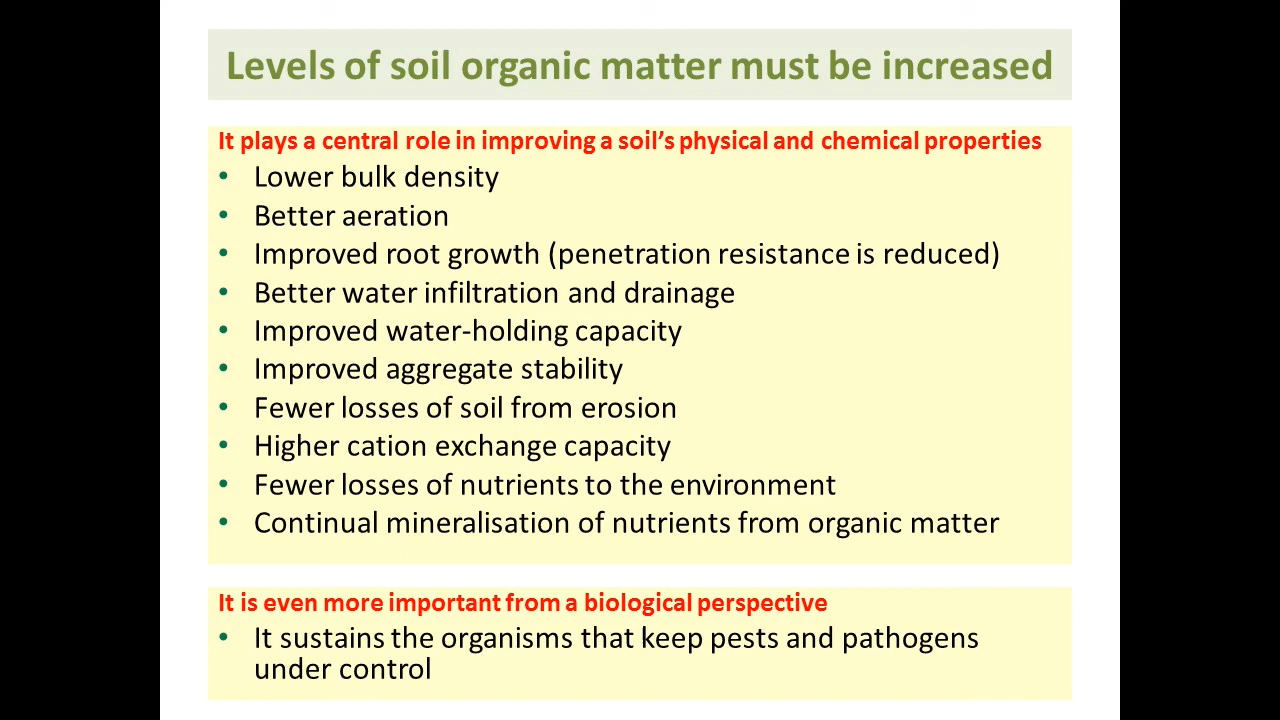 Levels of soil organic matter must be increased
It plays a central role in improving a soil’s physical and chemical properties
• Lower bulk density
• Better aeration
• Improved root growth (penetration resistance is reduced)
• Better water infiltration and drainage
• Improved water-holding capacity
• Improved aggregate stability
• Fewer losses of soil from erosion
• Higher cation exchange capacity
• Fewer losses of nutrients to the environment
• Continual mineralisation of nutrients from organic matter
It is even more important from a biological perspective
• It sustains the organisms that keep pests and pathogens
under control